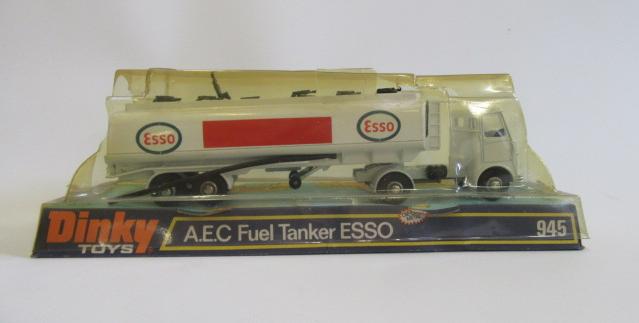 Esso
Esso
Dinky
TOYS
A.E.C Fuel Tanker ESSO
945